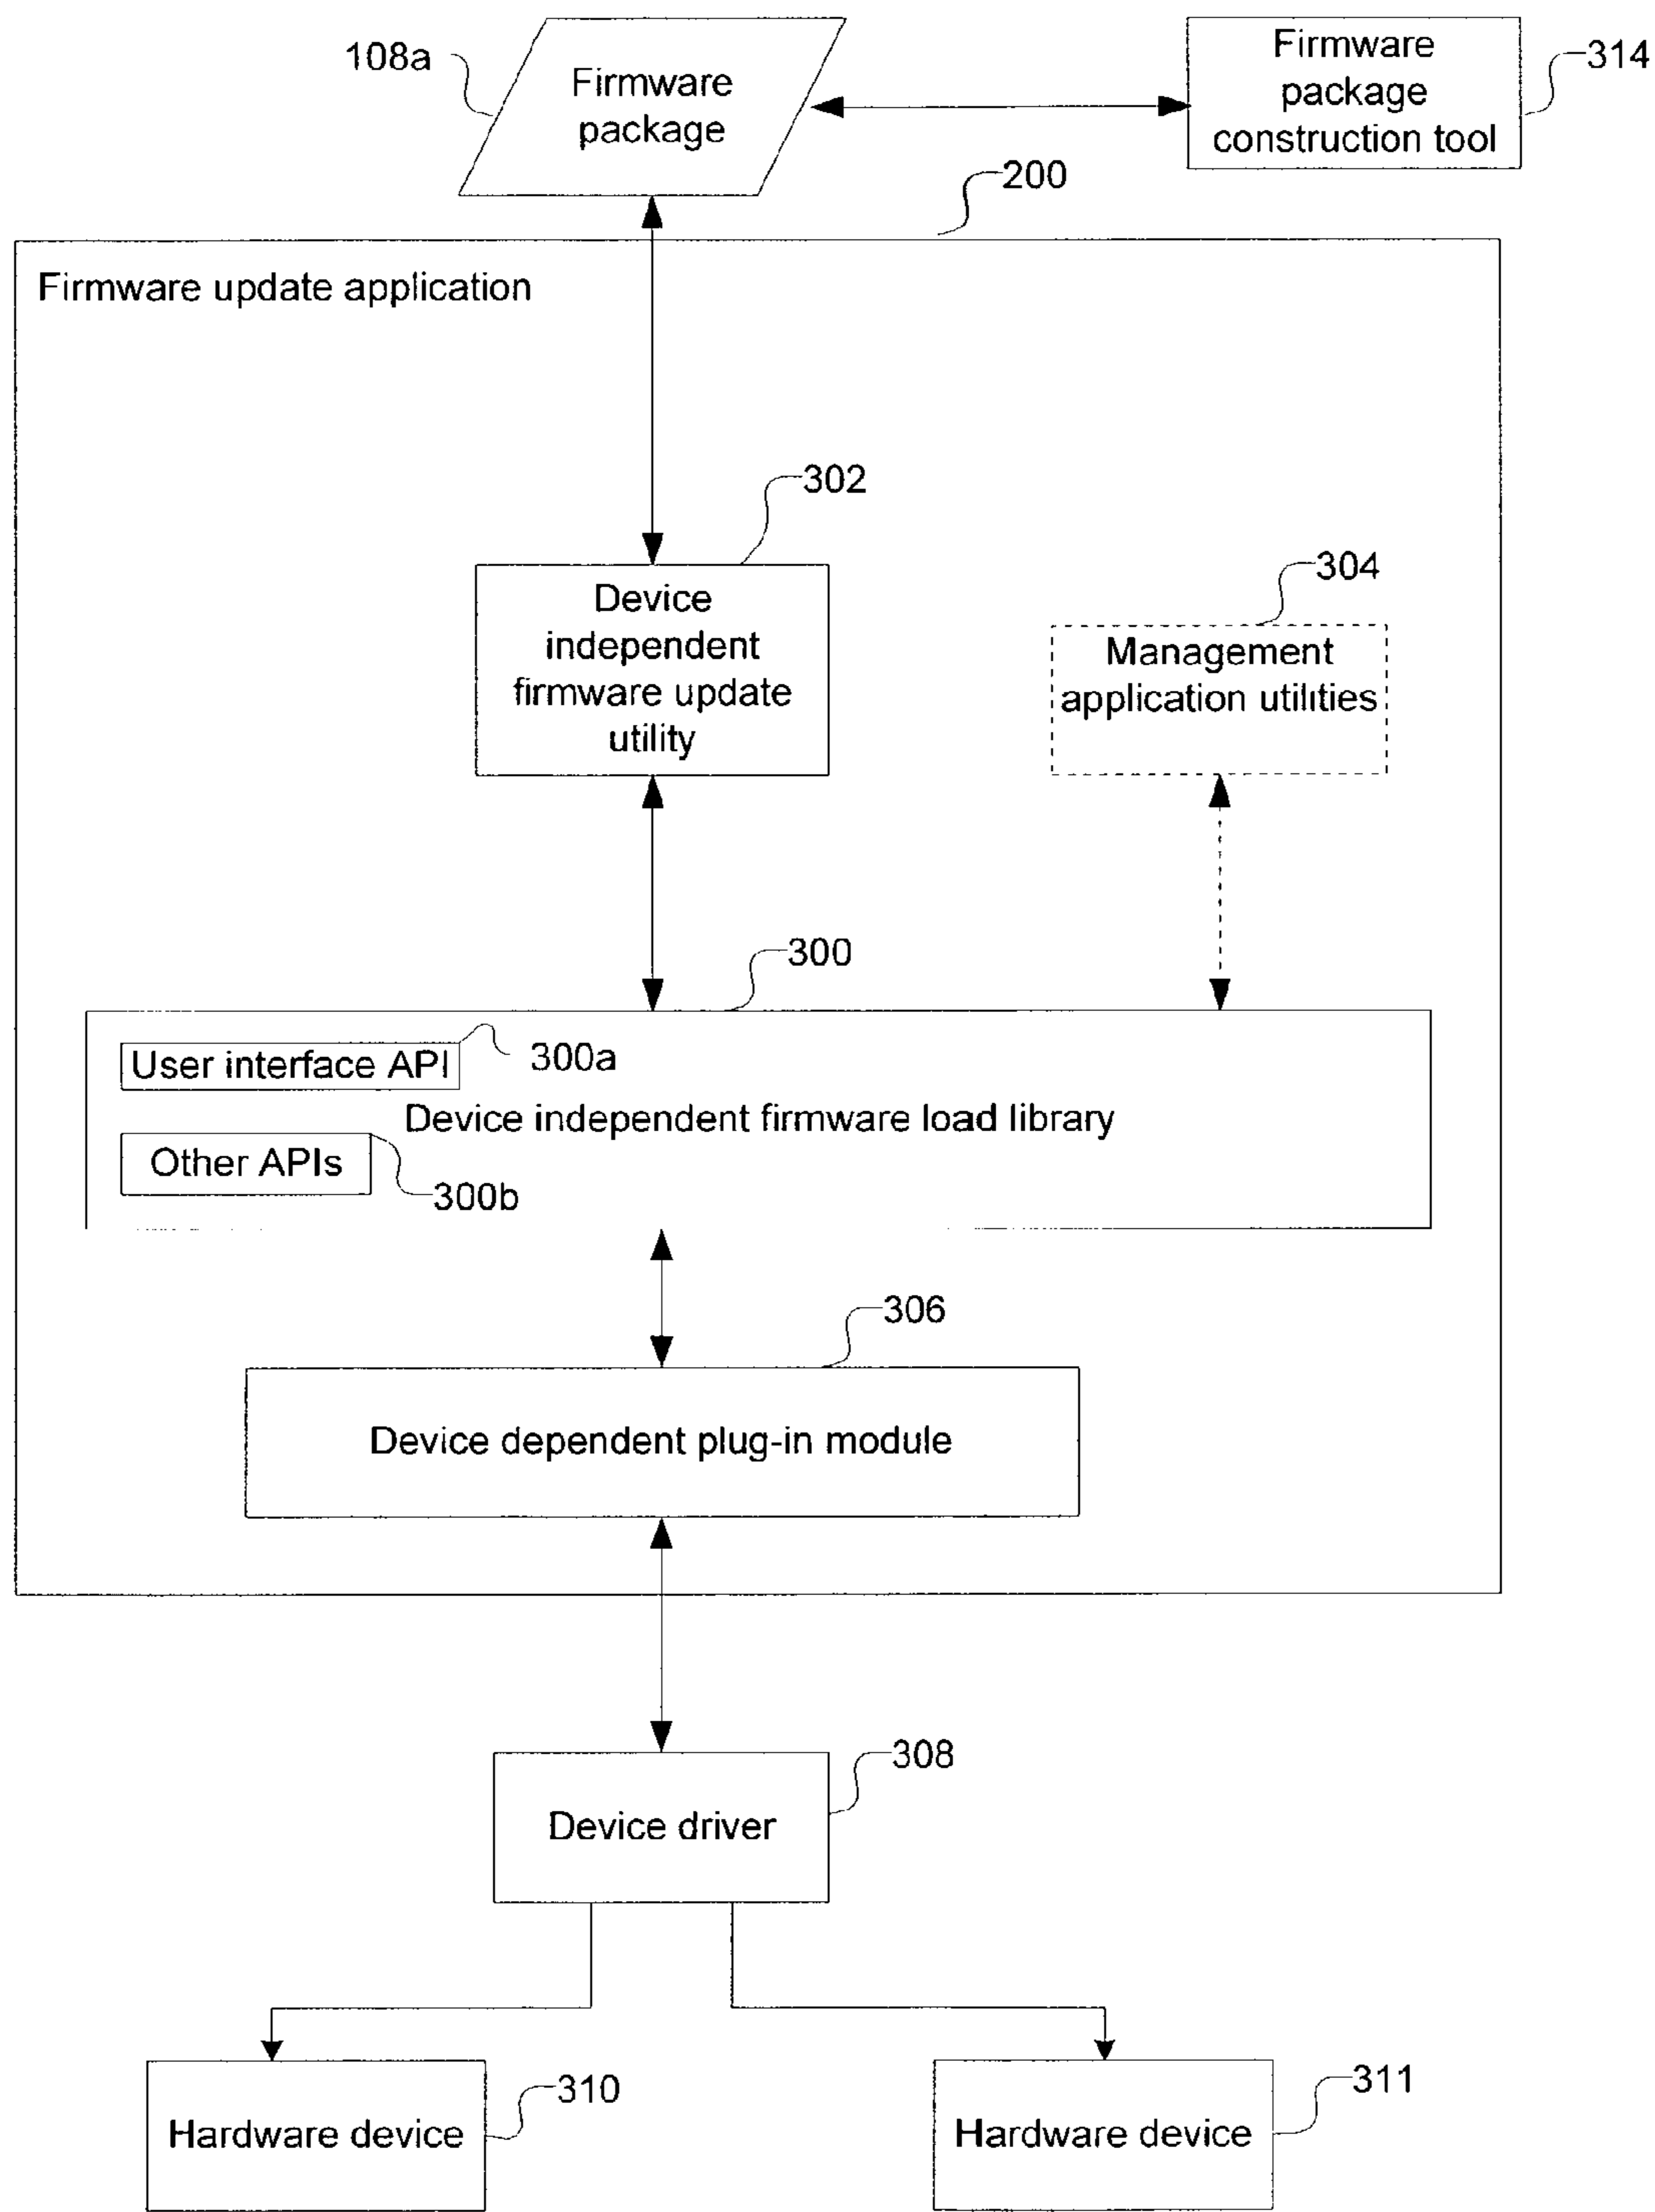 108a
Firmware
package
Firmware
package
construction tool
314
200
Firmware update application
302
Device
independent
firmware update
utility
304
Management
application utilities
300
User interface API
300a
Device independent firmware load library
Other APIs
300b
306
Device dependent plug-in module
308
Device driver
310
Hardware device
311
Hardware device